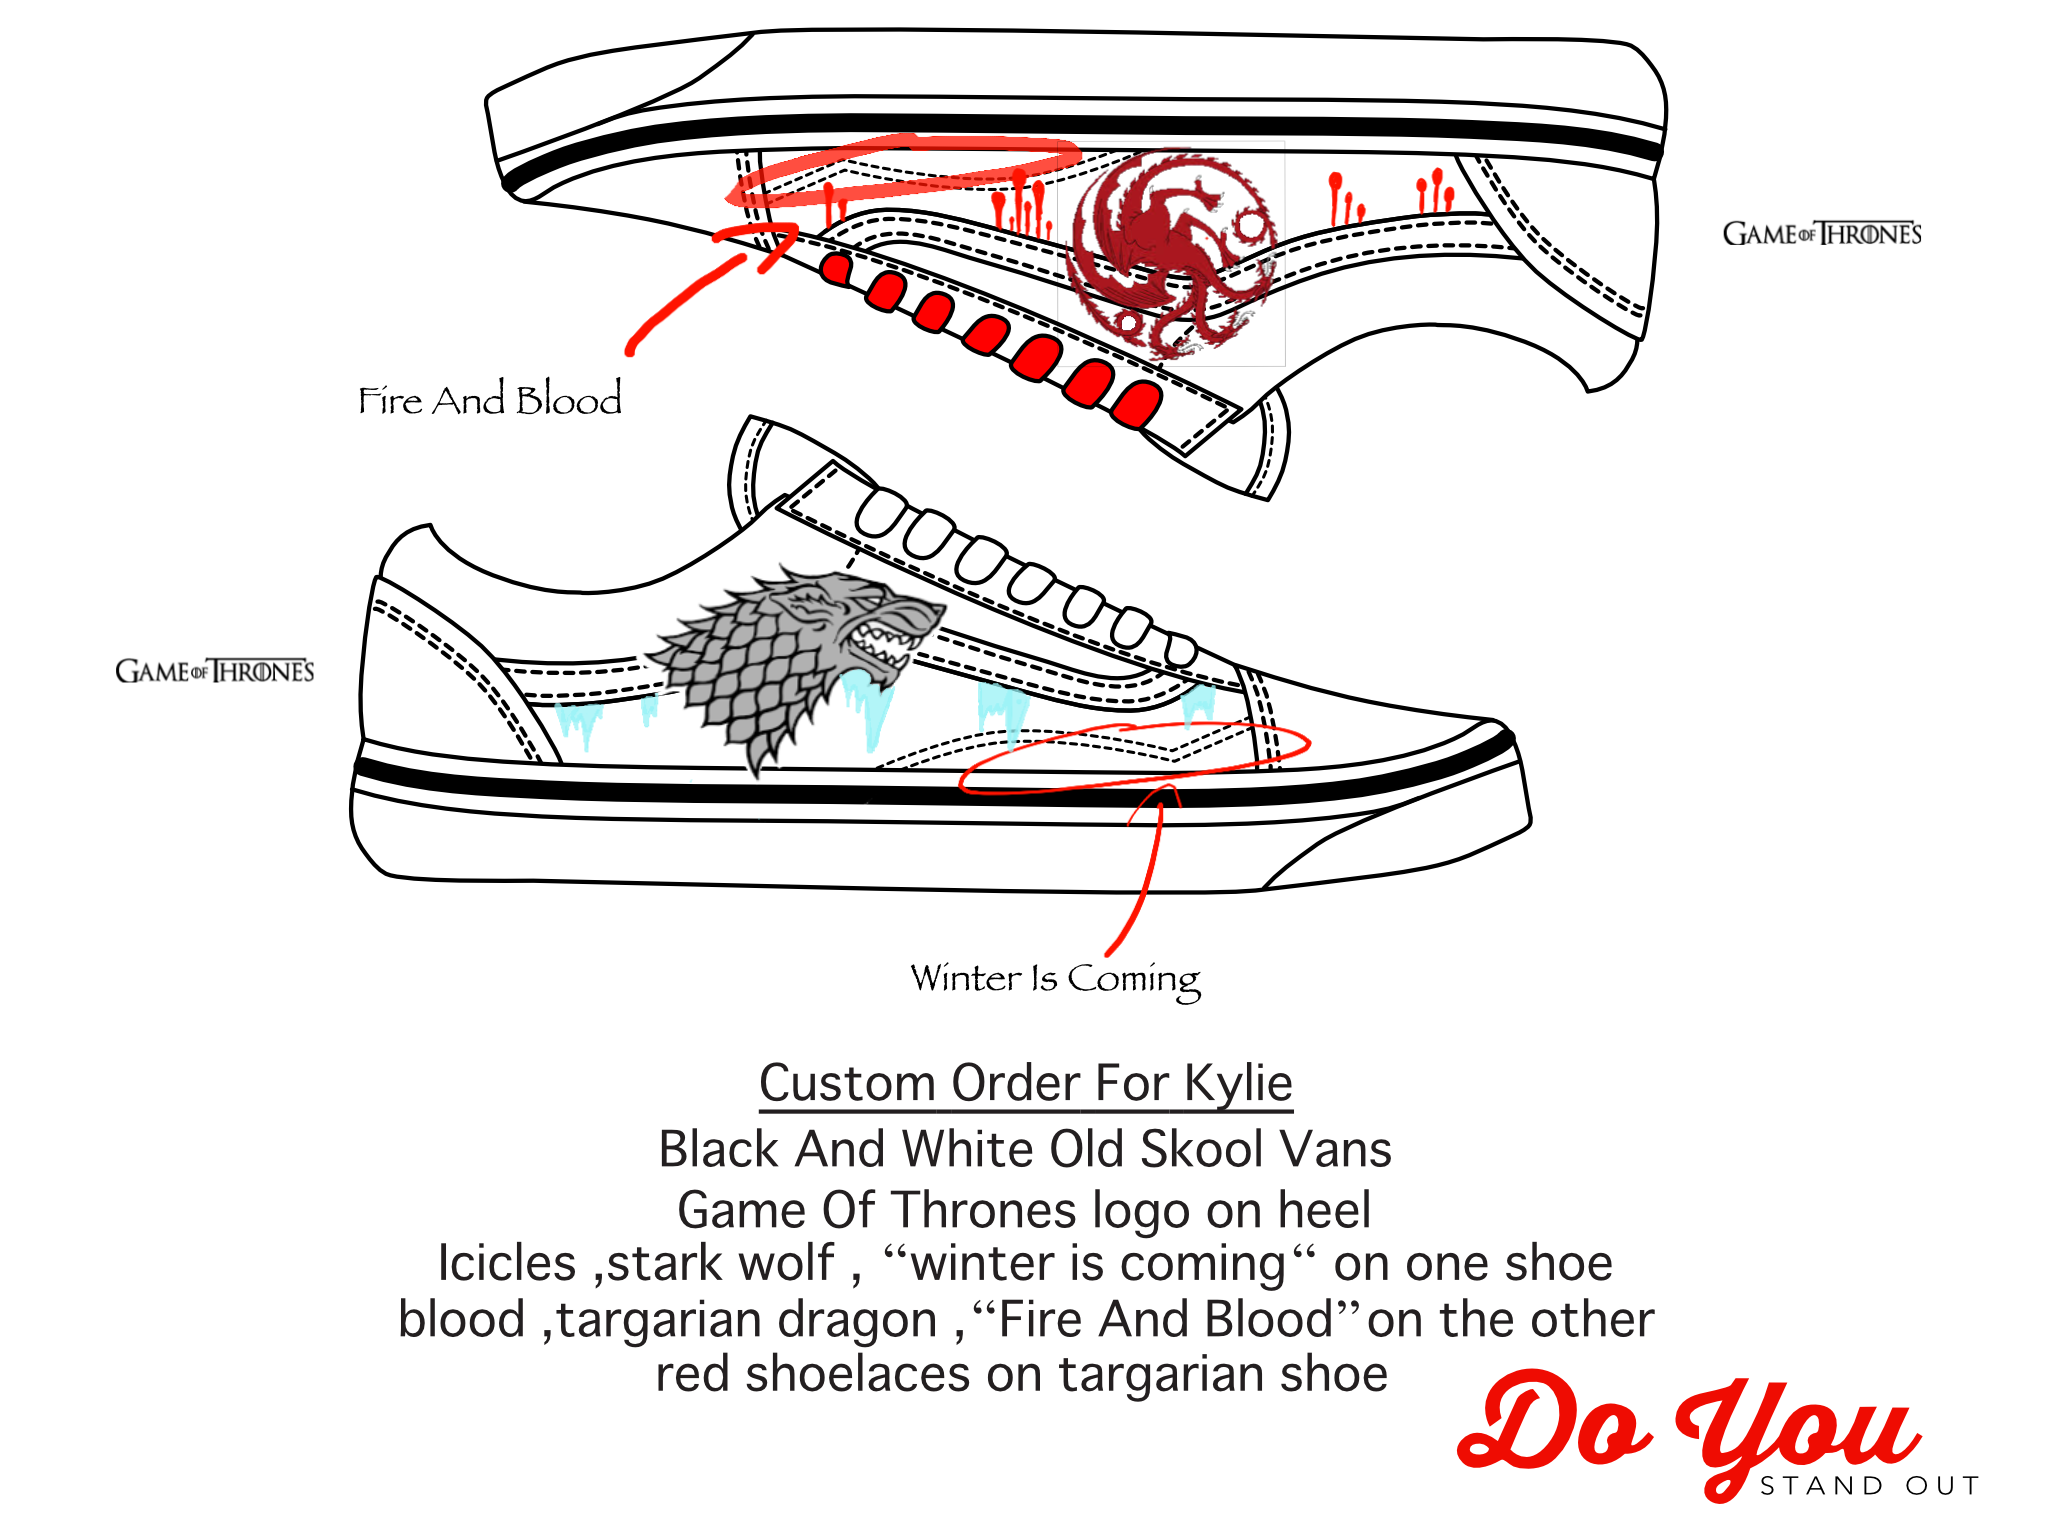 GAME OF THRONES
Fire And Blood
GAME OF THRONES
Winter Is Coming
Custom Order For Kylie
Black And White Old Skool Vans
Game Of Thrones logo on heel
Icicles ,stark wolf , “winter is coming“ on one shoe
blood ,targarian dragon ,“Fire And Blood”on the other
red shoelaces on targarian shoe
Do You
STAND OUT